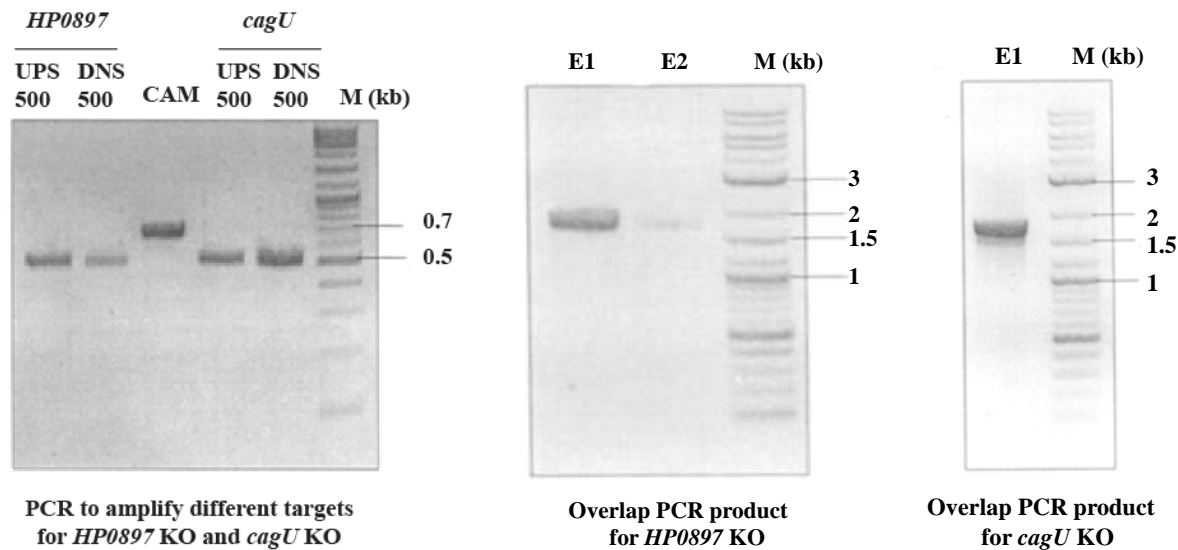 HP0897 cagU
UPS DNS UPS DNS
500 500 CAM 500 500 M (kb)
0.7
0.5
PCR to amplify different targets
for HP0897 KO and cagU KO
E1 E2 M (kb)
3
2
1.5
1
Overlap PCR product
for HP0897 KO
E1 M (kb)
3
2
1.5
1
Overlap PCR product
for cagU KO